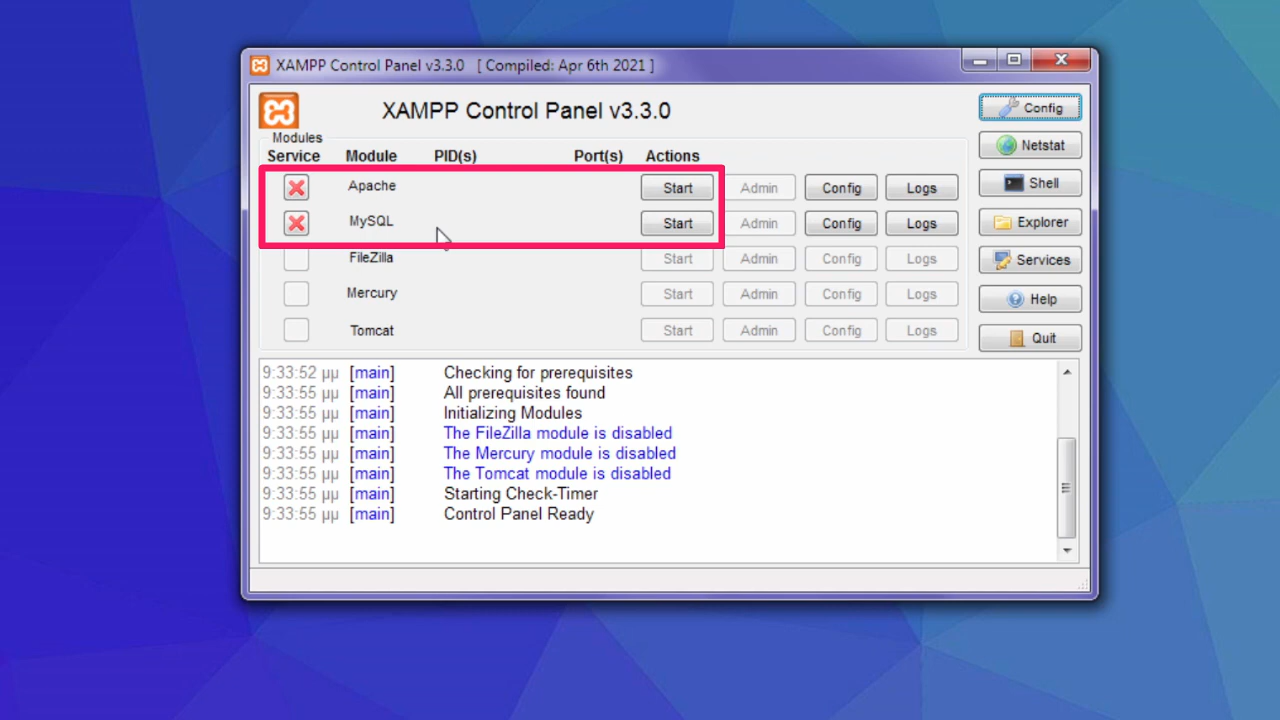 XAMPP Control Panel v3.3.0 [ Compiled: Apr 6th 2021 ]
XAMPP Control Panel v3.3.0
Config
Modules
Service Module PID(s) Port(s) Actions
Netstat
Apache Start Admin Config Logs
Shell
MySQL Start Admin Config Logs
Explorer
FileZilla Start Admin Config Logs
Services
Mercury Start Admin Config Logs
Help
Tomcat Start Admin Config Logs
Quit
9:33:52 μμ [main] Checking for prerequisites
9:33:55 μμ [main] All prerequisites found
9:33:55 μμ [main] Initializing Modules
9:33:55 μμ [main] The FileZilla module is disabled
9:33:55 μμ [main] The Mercury module is disabled
9:33:55 μμ [main] The Tomcat module is disabled
9:33:55 μμ [main] Starting Check-Timer
9:33:55 μμ [main] Control Panel Ready